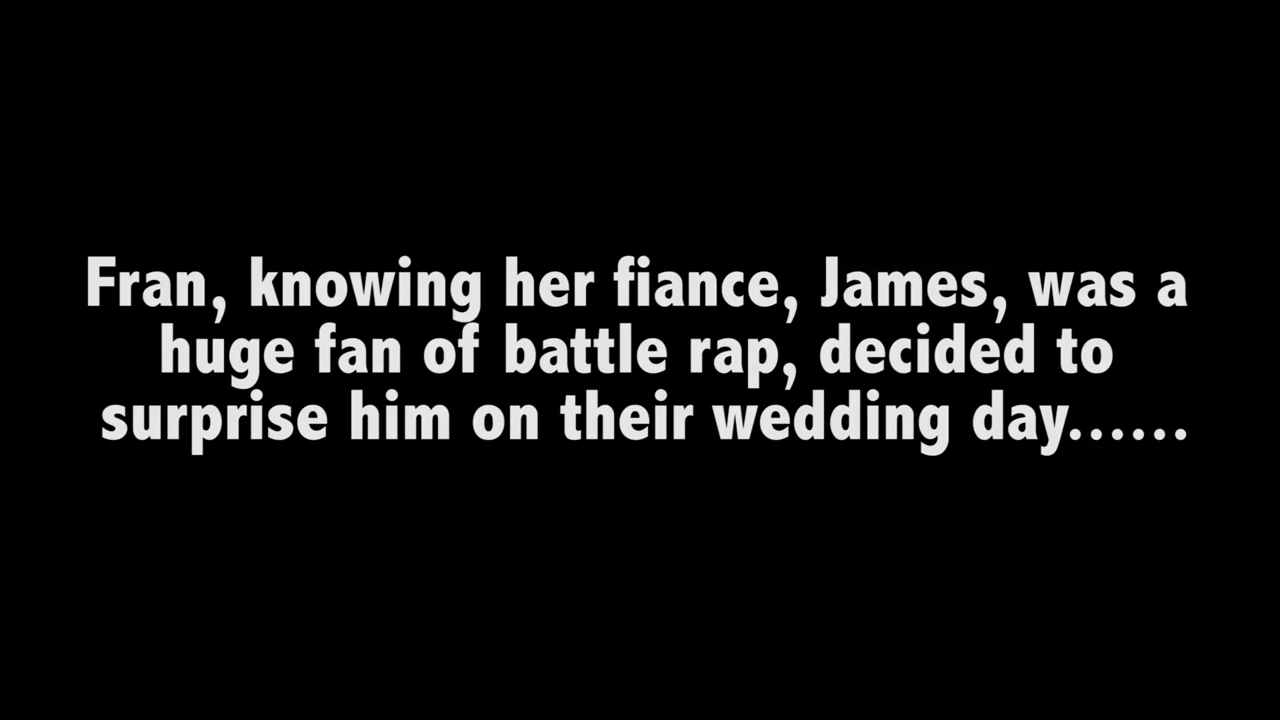 Fran, knowing her fiance, James, was a
huge fan of battle rap, decided to
surprise him on their wedding day......